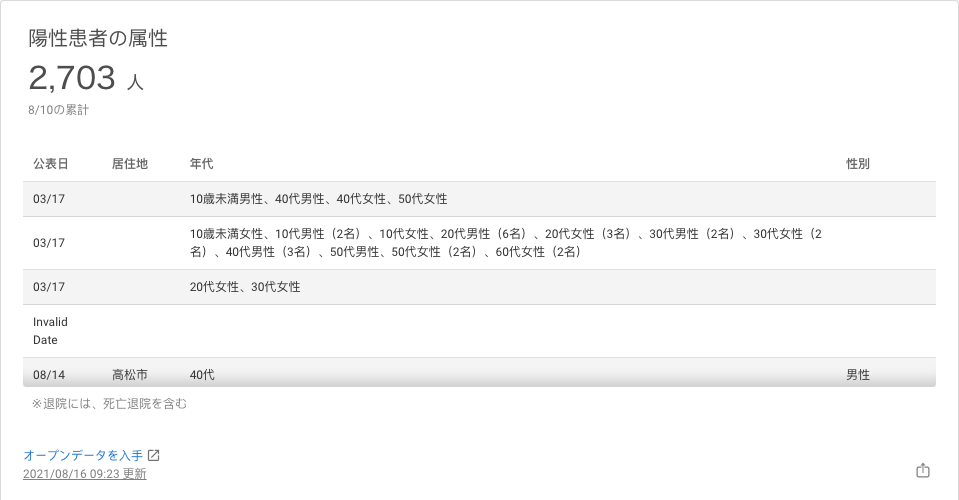 陽性患者の属性
2,703 人
8/10の累計
公表日 居住地 年代 性別
03/17 10歳未満男性、40代男性、40代女性、50代女性
03/17 10歳未満女性、10代男性（2名）、10代女性、20代男性（6名）、20代女性（3名）、30代男性（2名）、30代女性（2
名）、40代男性（3名）、50代男性、50代女性（2名）、60代女性（2名）
03/17 20代女性、30代女性
Invalid
Date
08/14 高松市 40代 男性
※退院には、死亡退院を含む
オープンデータを入手
2021/08/16 09:23 更新